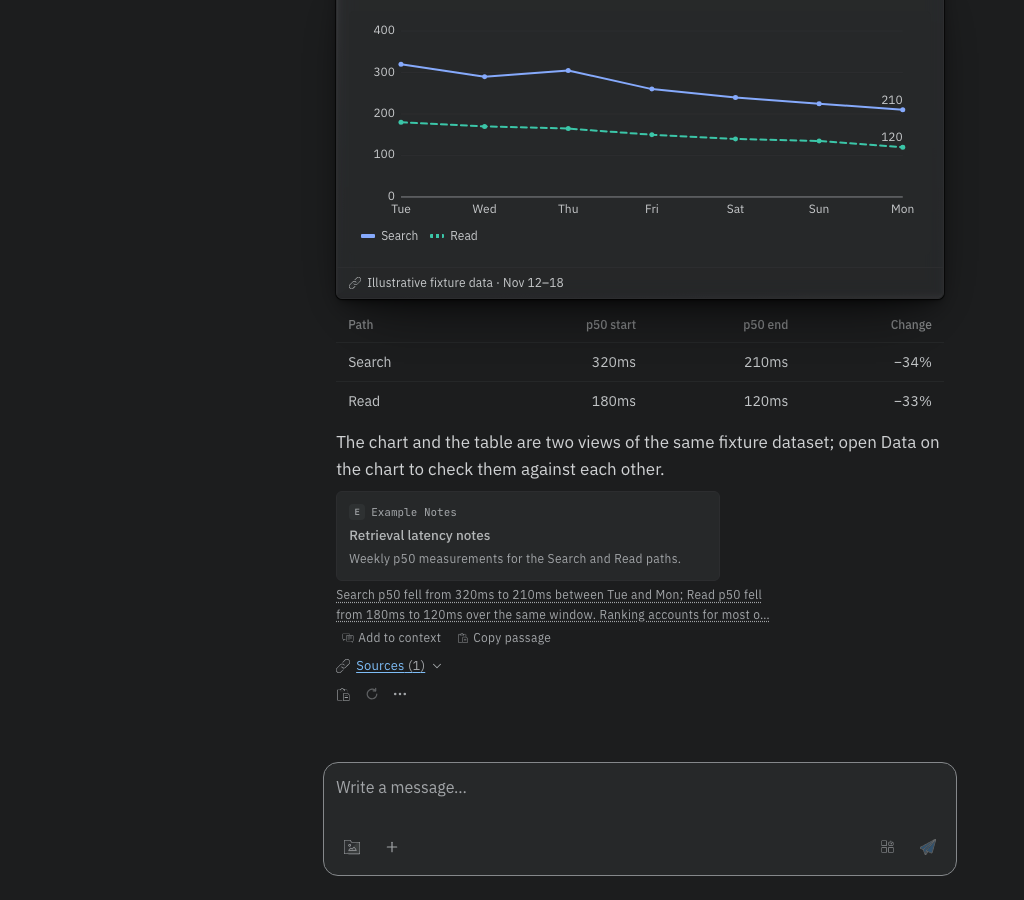 400
300
200
100
0
210
120
Tue Wed Thu Fri Sat Sun Mon
Search Read
Illustrative fixture data · Nov 12–18
Path p50 start p50 end Change
Search 320ms 210ms −34%
Read 180ms 120ms −33%
The chart and the table are two views of the same fixture dataset; open Data on
the chart to check them against each other.
E Example Notes
Retrieval latency notes
Weekly p50 measurements for the Search and Read paths.
Search p50 fell from 320ms to 210ms between Tue and Mon; Read p50 fell
from 180ms to 120ms over the same window. Ranking accounts for most o…
Add to context Copy passage
Sources (1)
Write a message…